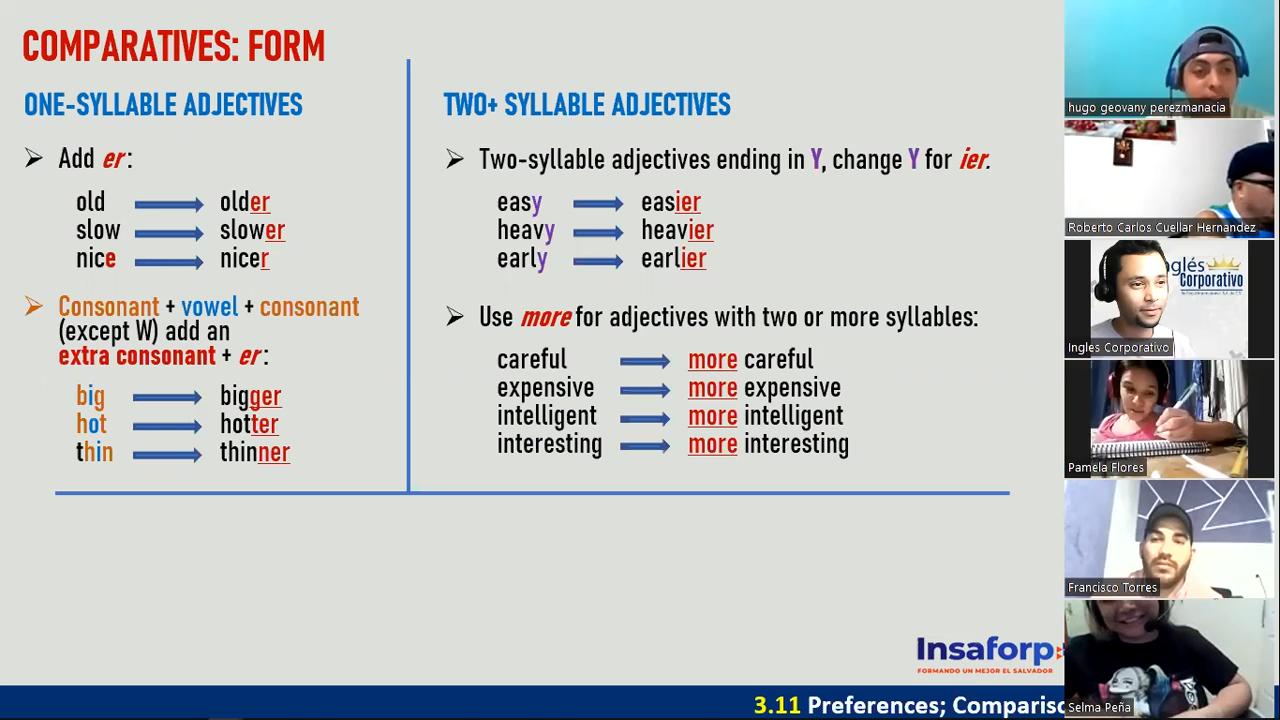 COMPARATIVES: FORM
ONE-SYLLABLE ADJECTIVES
Add er:
old older
slow slower
nice nicer
Consonant + vowel + consonant
(except W) add an
extra consonant + er:
big bigger
hot hotter
thin thinner
TWO+ SYLLABLE ADJECTIVES
Two-syllable adjectives ending in Y, change Y for ier.
easy easier
heavy heavier
early earlier
Use more for adjectives with two or more syllables:
careful more careful
expensive more expensive
intelligent more intelligent
interesting more interesting
Insaforp
FORMANDO UN MEJOR EL SALVADOR
3.11 Preferences; Compariso
hugo geovany perezmanacia
Roberto Carlos Cuellar Hernandez
nglés
Corporativo
Ingles Corporativo
Pamela Flores
Francisco Torres
Selma Peña